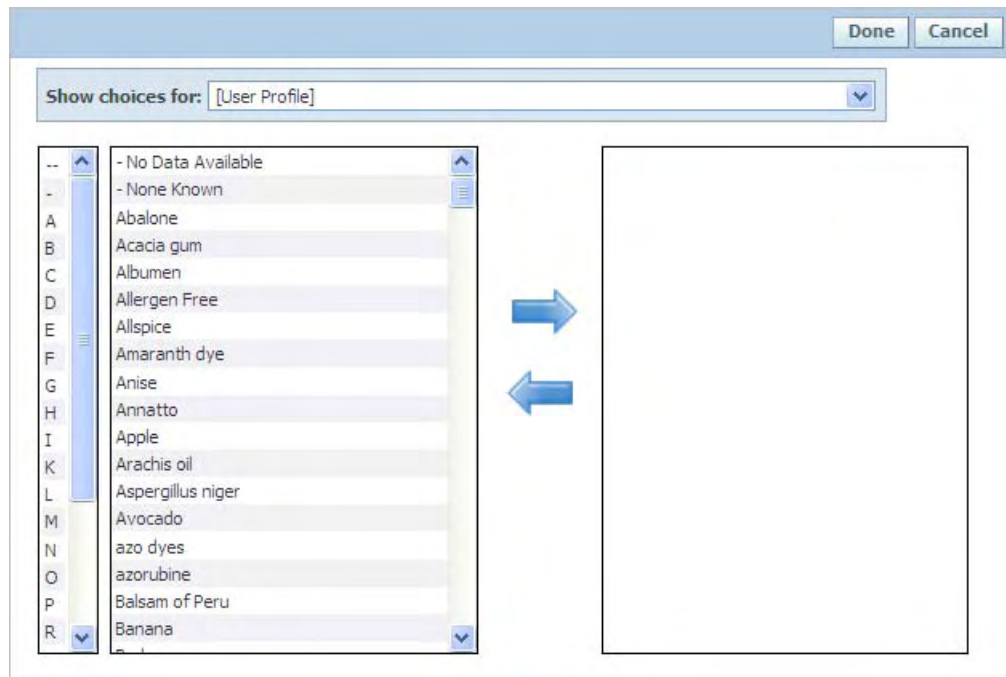 Done Cancel
Show choices for: [User Profile]
--
-
A
B
C
D
E
F
G
H
I
K
L
M
N
O
P
R
- No Data Available
- None Known
Abalone
Acacia gum
Albumen
Allergen Free
Allspice
Amaranth dye
Anise
Annatto
Apple
Arachis oil
Aspergillus niger
Avocado
azo dyes
azorubine
Balsam of Peru
Banana